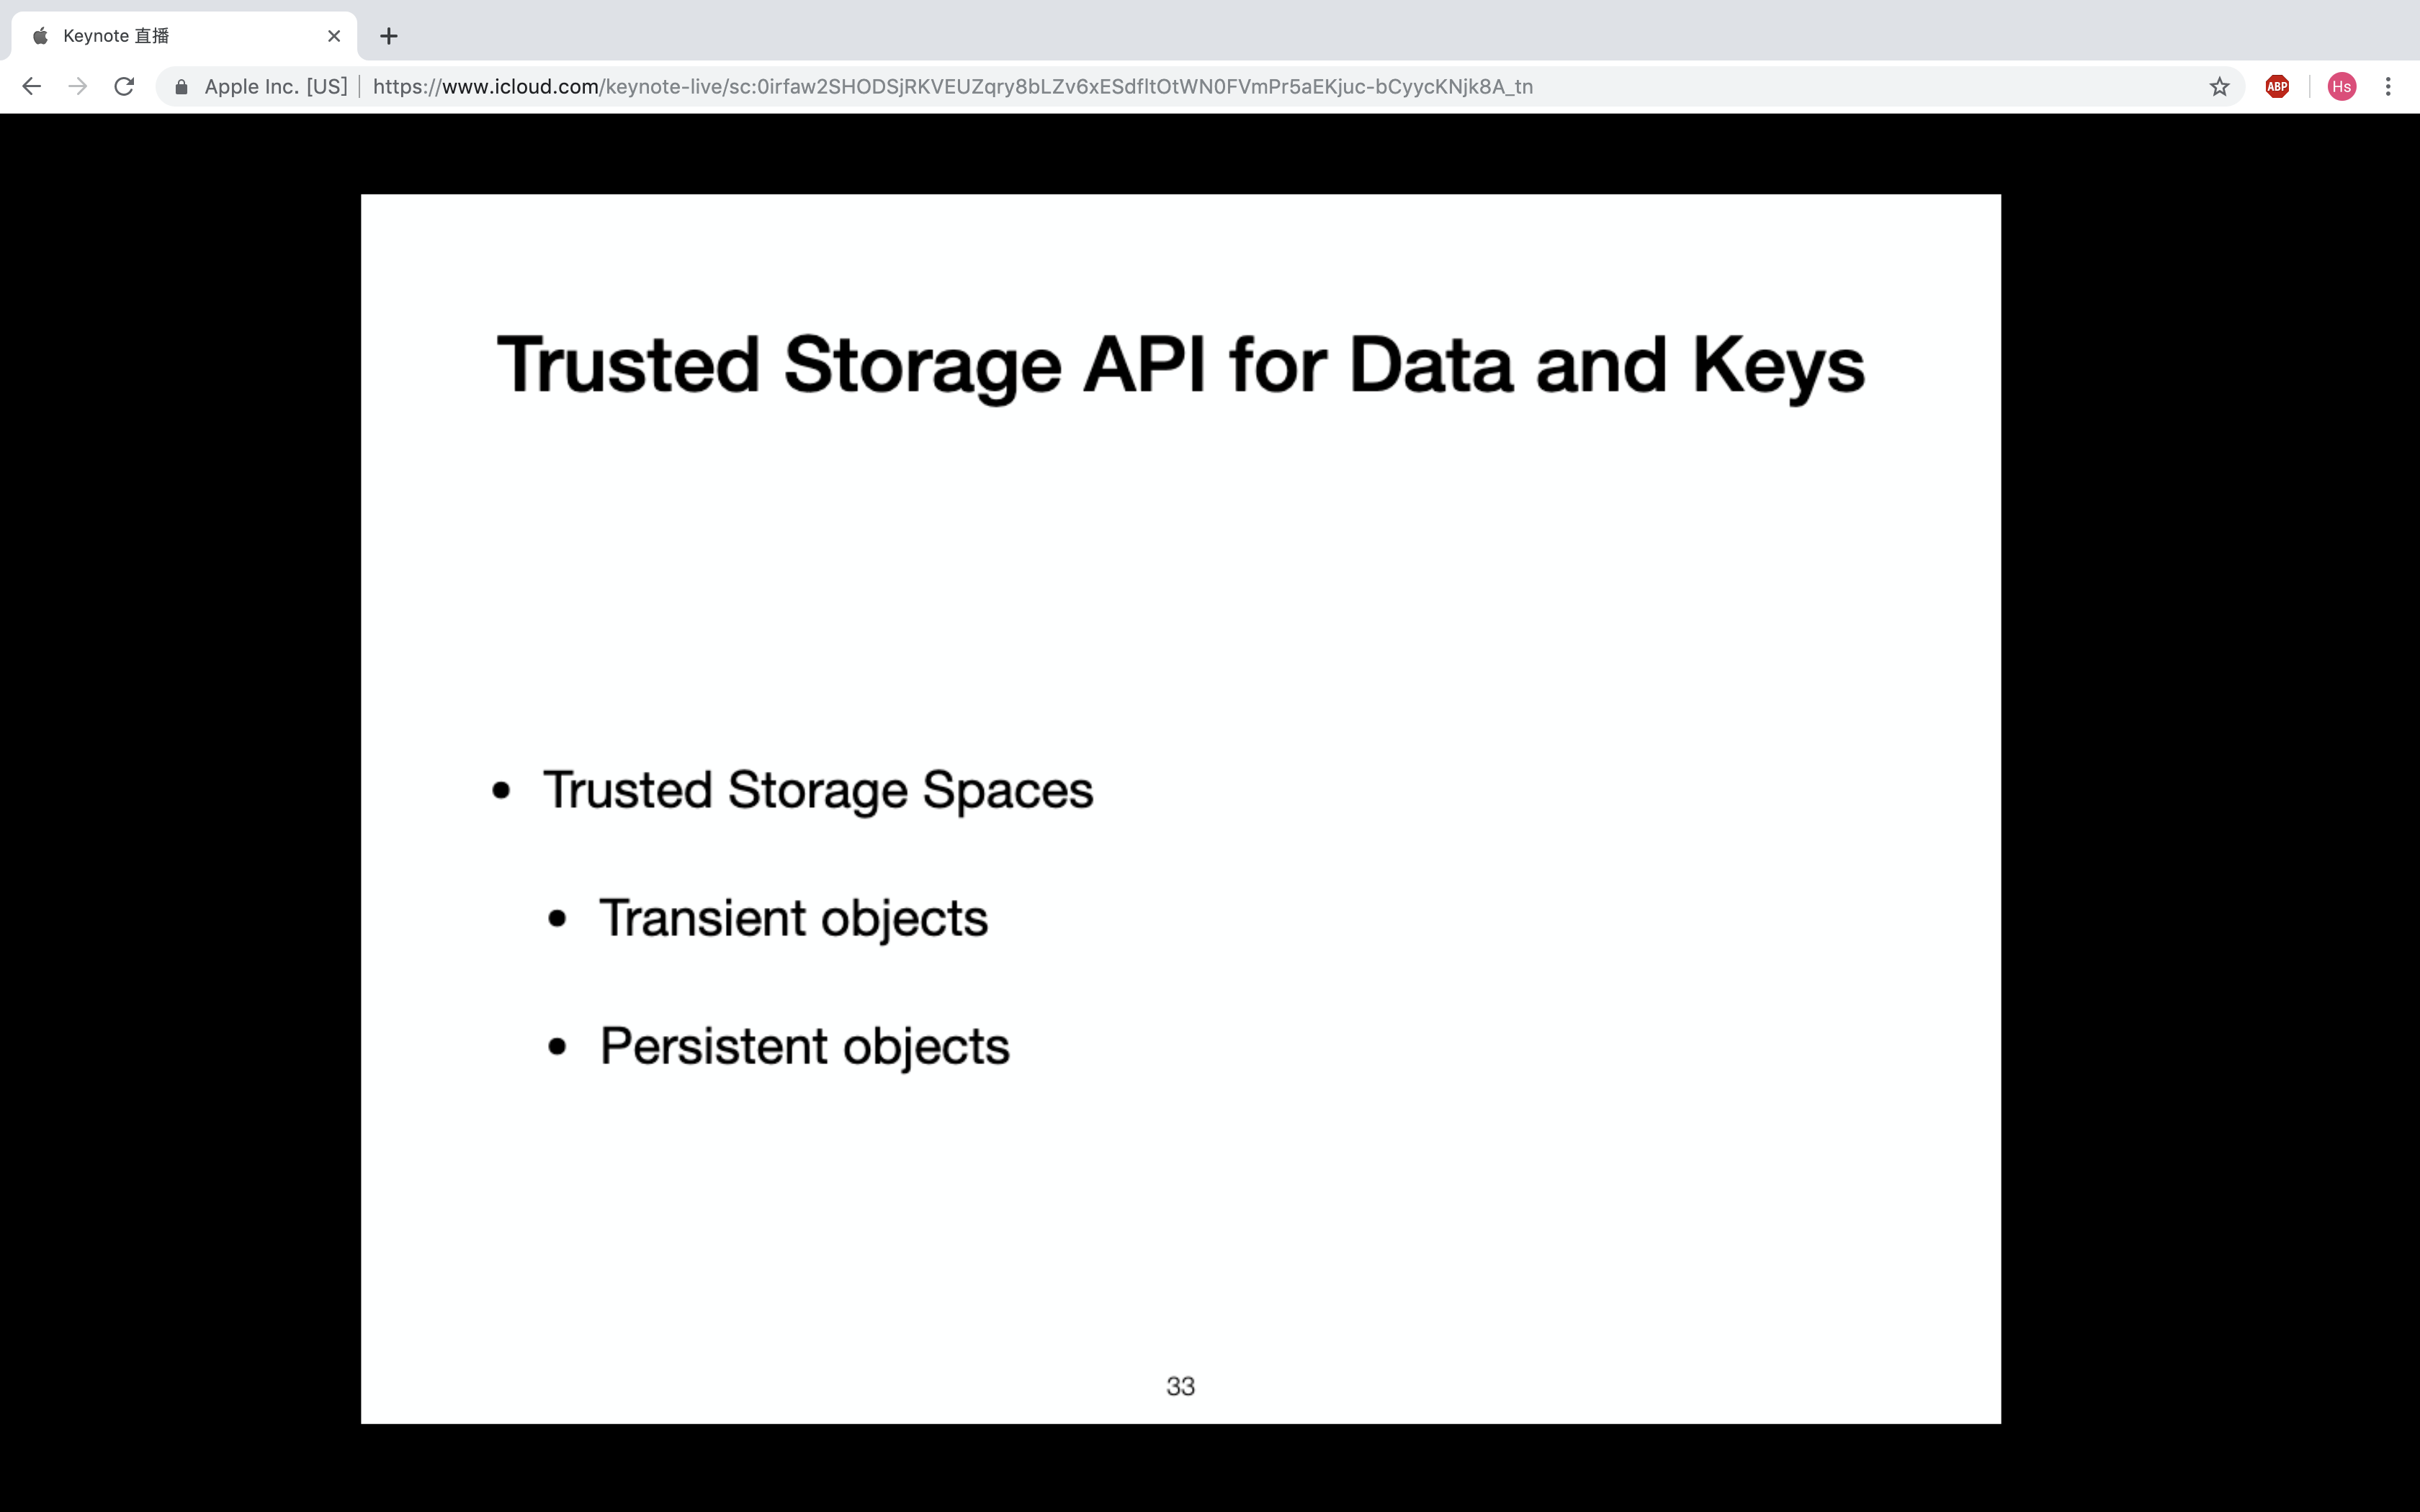 Keynote 直播
Apple Inc. [US] https://www.icloud.com/keynote-live/sc:0irfaw2SHODSjRKVEUZqry8bLZv6xESdfItOtWN0FVmPr5aEKjuc-bCyycKNjk8A_tn
ABP
Hs
Trusted Storage API for Data and Keys
• Trusted Storage Spaces
• Transient objects
• Persistent objects
33